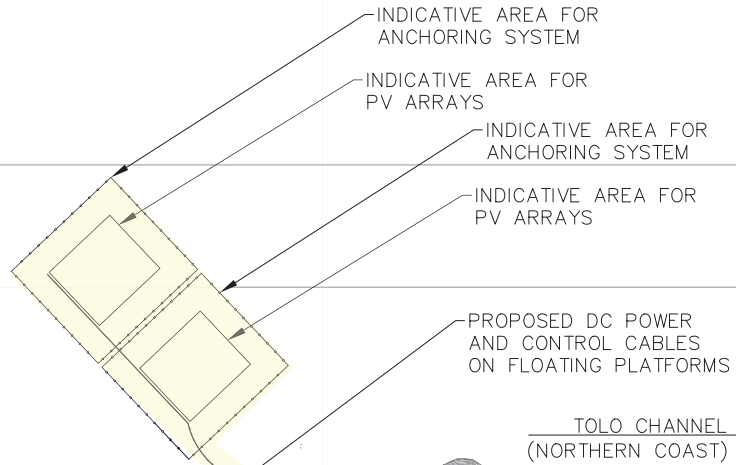 INDICATIVE AREA FOR
ANCHORING SYSTEM
INDICATIVE AREA FOR
PV ARRAYS
INDICATIVE AREA FOR
ANCHORING SYSTEM
INDICATIVE AREA FOR
PV ARRAYS
PROPOSED DC POWER
AND CONTROL CABLES
ON FLOATING PLATFORMS
TOLO CHANNEL
(NORTHERN COAST)